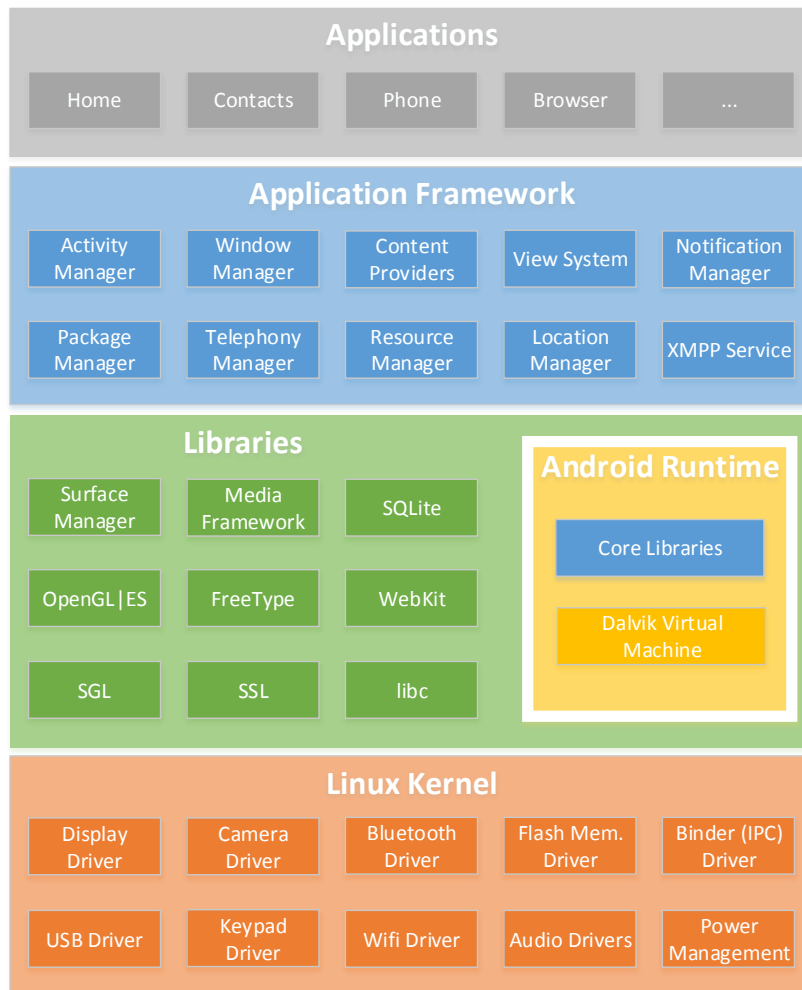 Applications
Home
Contacts
Phone
Browser
...
Application Framework
Activity
Manager
Window
Manager
Content
Providers
View System
Notification
Manager
Package
Manager
Telephony
Manager
Resource
Manager
Location
Manager
XMPP Service
Libraries
Surface
Manager
Media
Framework
SQLite
OpenGL|ES
FreeType
WebKit
SGL
SSL
libc
Android Runtime
Core Libraries
Dalvik Virtual
Machine
Linux Kernel
Display
Driver
Camera
Driver
Bluetooth
Driver
Flash Mem.
Driver
Binder (IPC)
Driver
USB Driver
Keypad
Driver
Wifi Driver
Audio Drivers
Power
Management